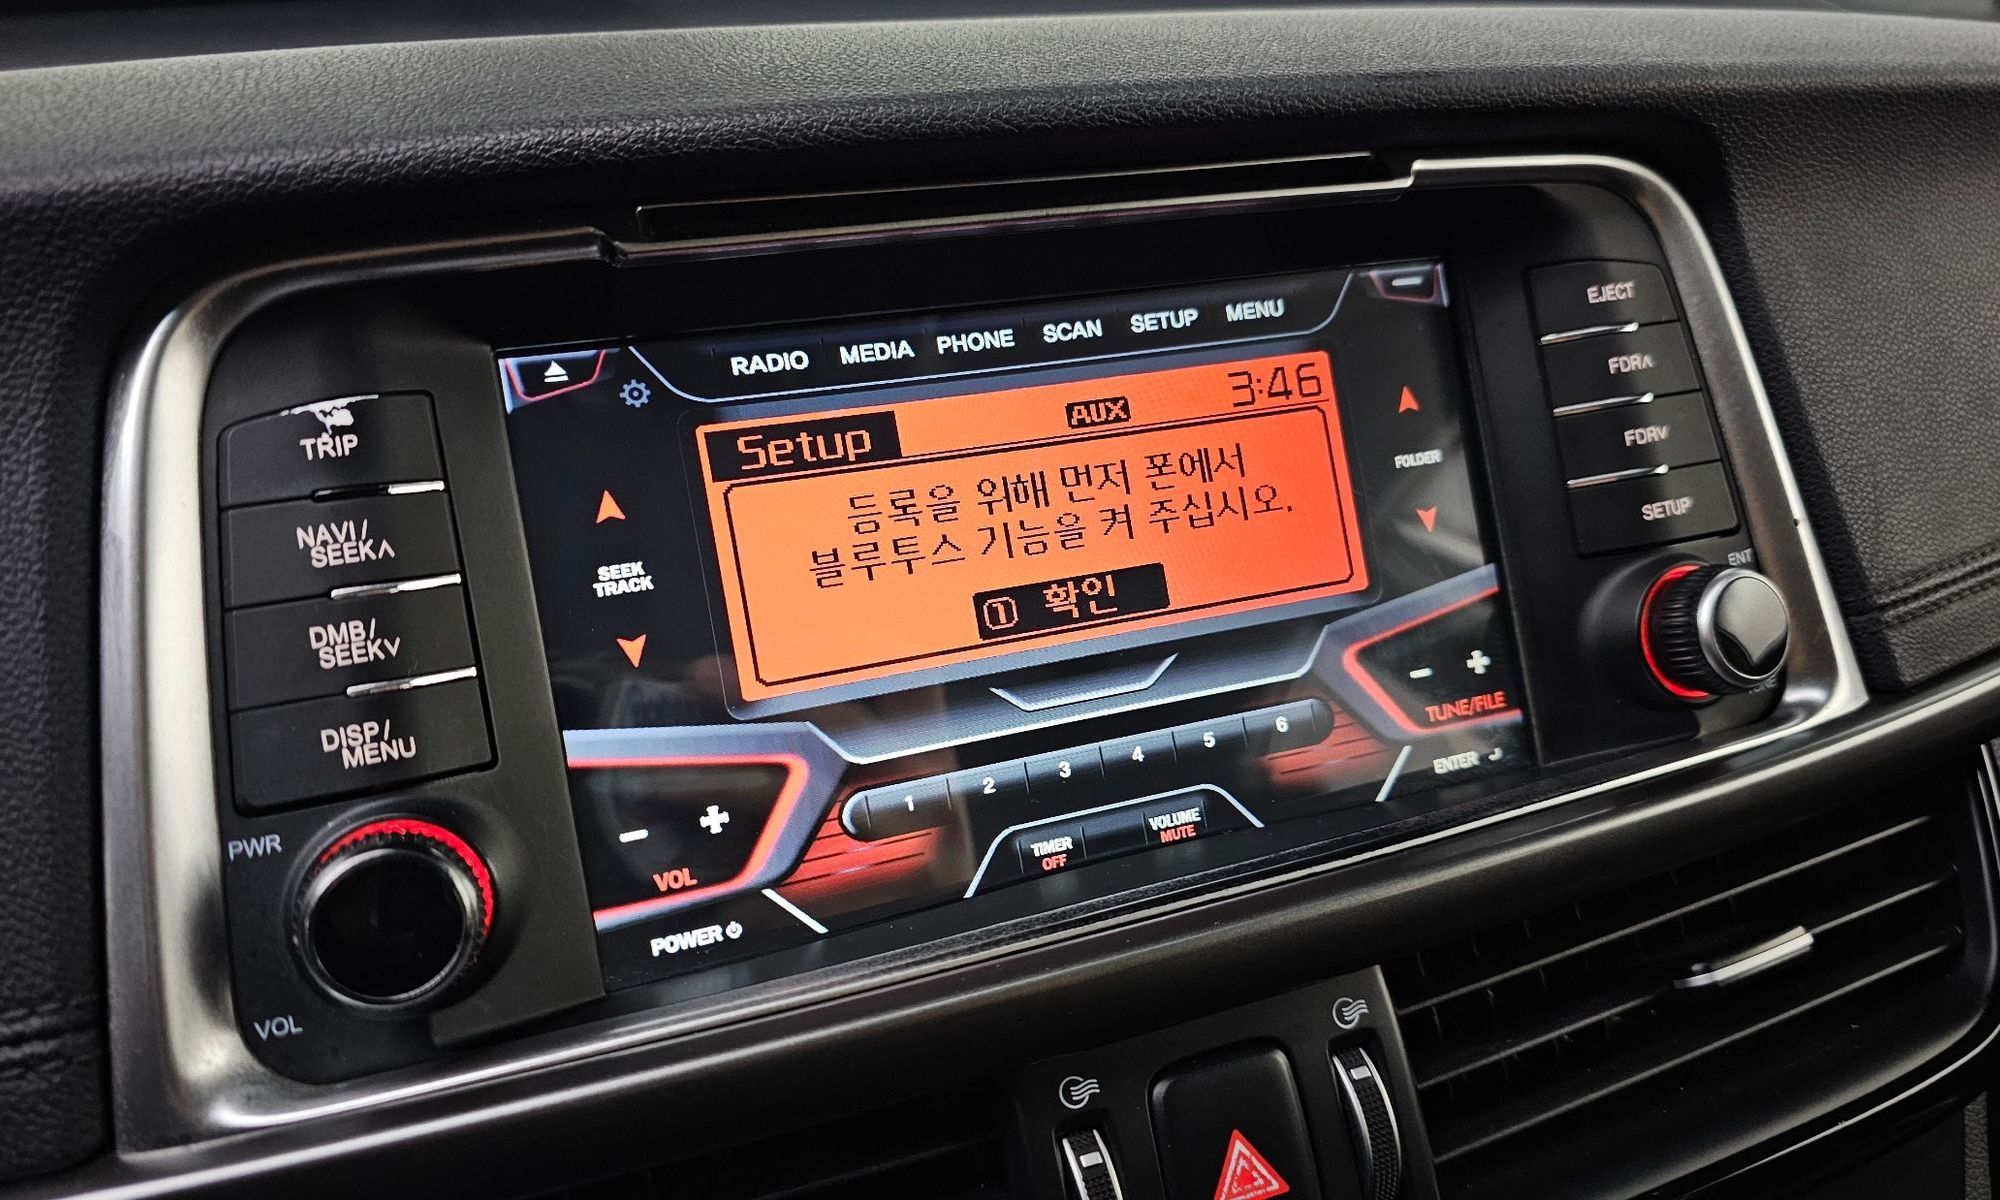 RADIO MEDIA PHONE SCAN SETUP MENU
Setup AUX 3:46
등록을 위해 먼저 폰에서
블루투스 기능을 켜 주십시오.
① 확인
SEEK
TRACK
FOLDER
1 2 3 4 5 6
TIMER
OFF
VOLUME
MUTE
- +
VOL
POWER
- +
TUNE/FILE
ENTER
TRIP
NAVI/
SEEK∧
DMB/
SEEK∨
DISP/
MENU
PWR
VOL
EJECT
FDR∧
FDR∨
SETUP
ENT
TUNE